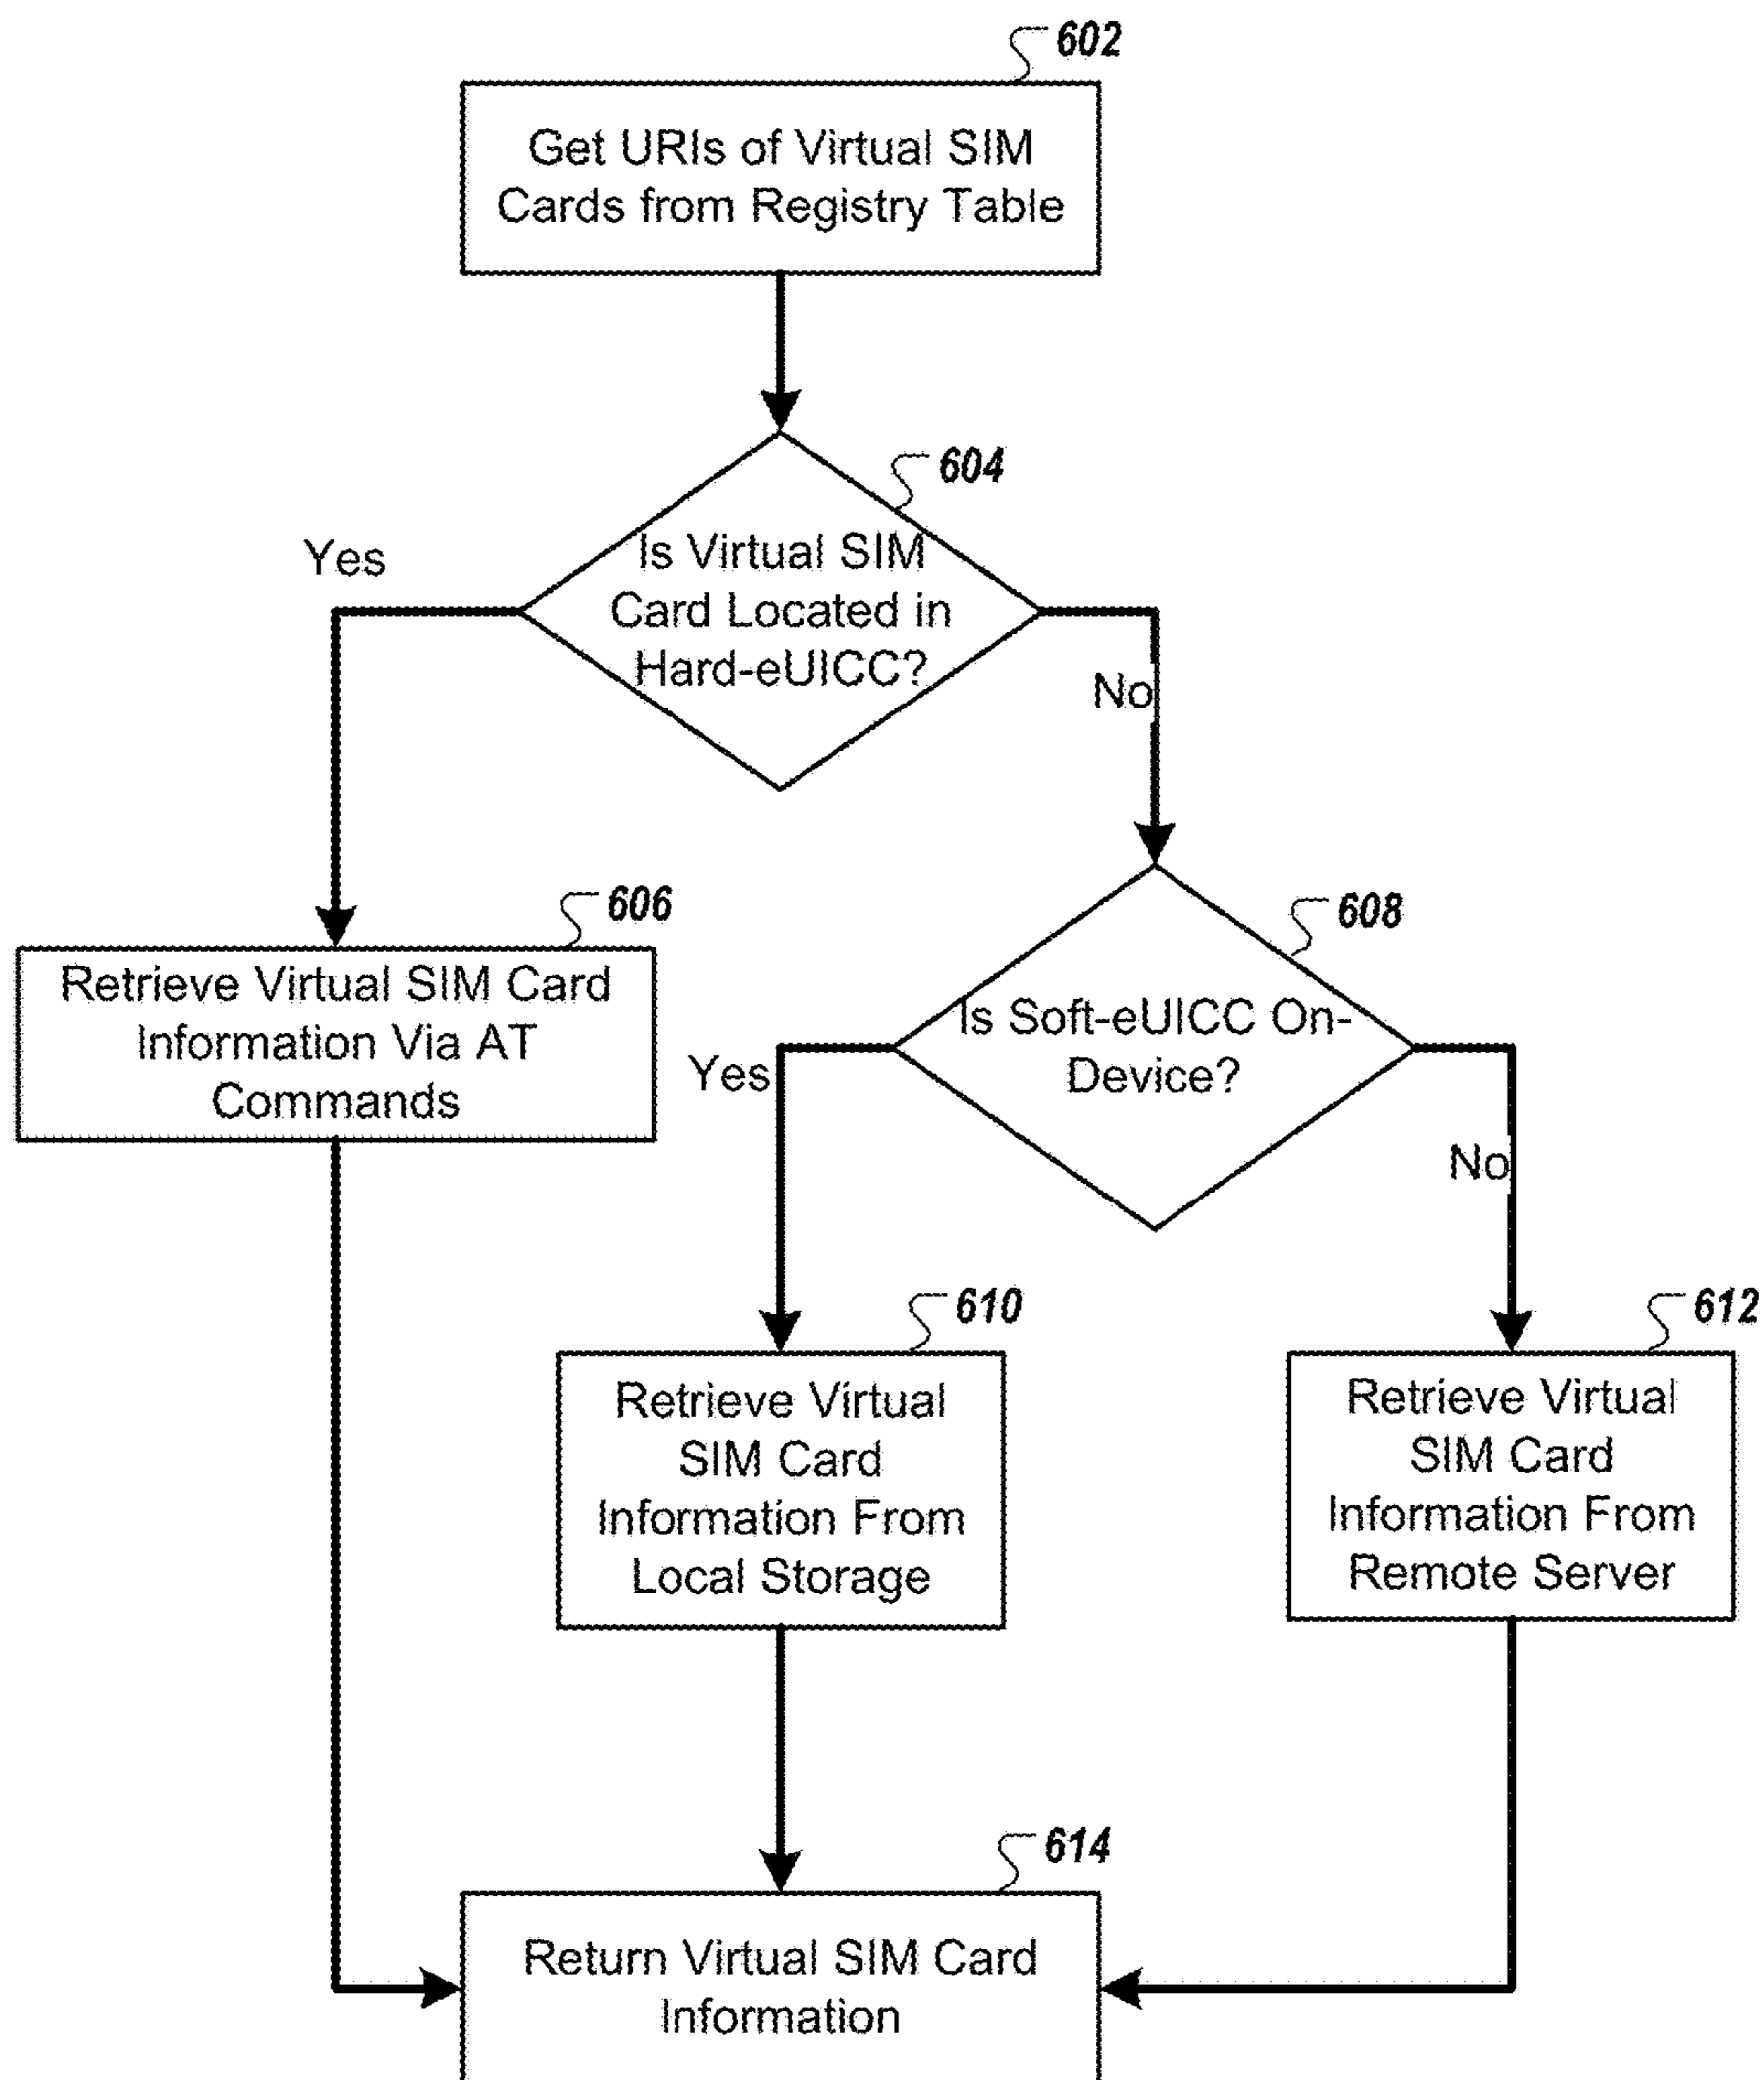 602
Get URIs of Virtual SIM
Cards from Registry Table
604
Yes
Is Virtual SIM
Card Located in
Hard-eUICC?
No
606
Retrieve Virtual SIM Card
Information Via AT
Commands
608
Is Soft-eUICC On-
Device?
Yes
No
610
Retrieve Virtual
SIM Card
Information From
Local Storage
612
Retrieve Virtual
SIM Card
Information From
Remote Server
614
Return Virtual SIM Card
Information